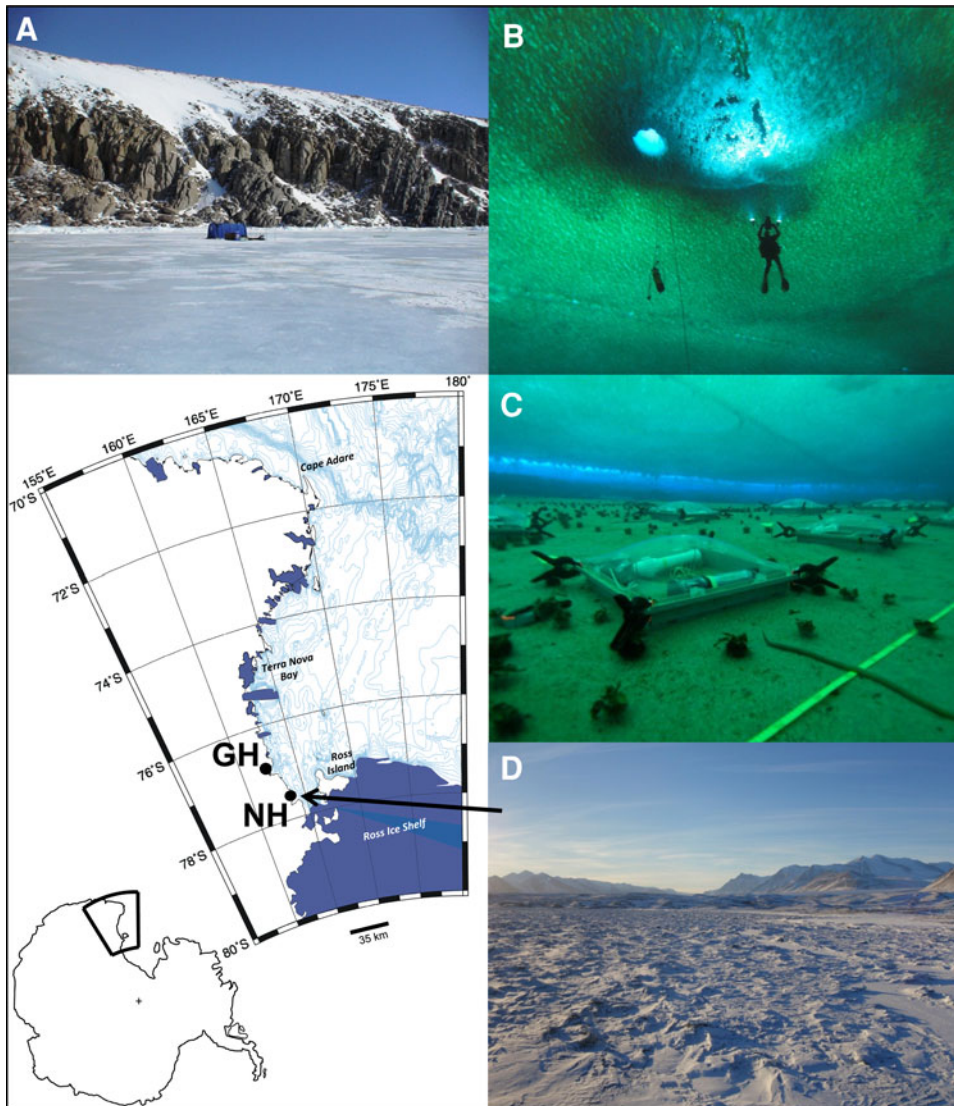 A
B
155°E
160°E
165°E
170°E
175°E
180°
70°S
72°S
74°S
76°S
78°S
80°S
Cape Adare
Terra Nova
Bay
Ross
Island
GH
NH
Ross Ice Shelf
35 km
C
D